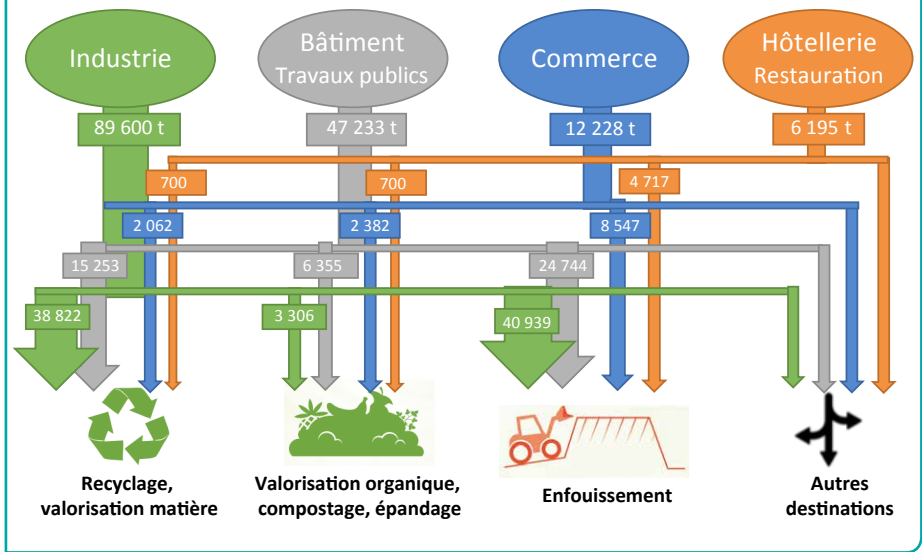 Industrie
Bâtiment
Travaux publics
Commerce
Hôtellerie
Restauration
89 600 t
47 233 t
12 228 t
6 195 t
700
700
4 717
2 062
2 382
8 547
15 253
6 355
24 744
38 822
3 306
40 939
Recyclage,
valorisation matière
Valorisation organique,
compostage, épandage
Enfouissement
Autres
destinations